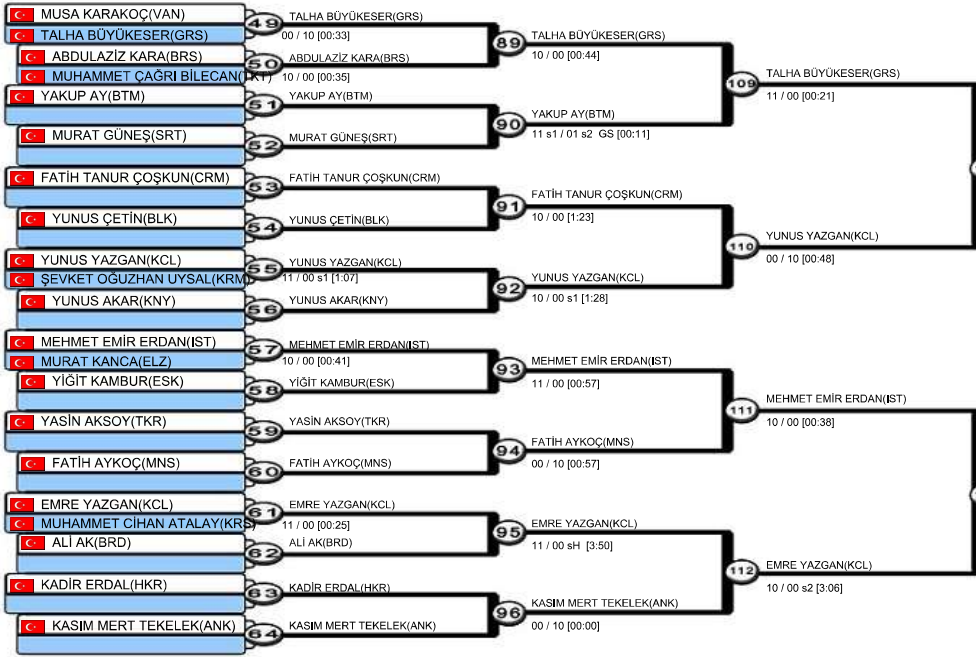 MUSA KARAKOÇ(VAN)
TALHA BÜYÜKESER(GRS)
49
TALHA BÜYÜKESER(GRS)
00 / 10 [00:33]
ABDULAZİZ KARA(BRS)
MUHAMMET ÇAĞRI BİLECAN(
50
ABDULAZİZ KARA(BRS)
10 / 00 [00:35]
89
TALHA BÜYÜKESER(GRS)
10 / 00 [00:44]
YAKUP AY(BTM)
51
YAKUP AY(BTM)
MURAT GÜNEŞ(SRT)
52
MURAT GÜNEŞ(SRT)
90
YAKUP AY(BTM)
11 s1 / 01 s2 GS [00:11]
109
TALHA BÜYÜKESER(GRS)
11 / 00 [00:21]
FATİH TANUR ÇOŞKUN(CRM)
53
FATİH TANUR ÇOŞKUN(CRM)
YUNUS ÇETİN(BLK)
54
YUNUS ÇETİN(BLK)
91
FATİH TANUR ÇOŞKUN(CRM)
10 / 00 [1:23]
YUNUS YAZGAN(KCL)
ŞEVKET OĞUZHAN UYSAL(KRM)
55
YUNUS YAZGAN(KCL)
11 / 00 s1 [1:07]
YUNUS AKAR(KNY)
56
YUNUS AKAR(KNY)
92
YUNUS YAZGAN(KCL)
10 / 00 s1 [1:28]
110
YUNUS YAZGAN(KCL)
00 / 10 [00:48]
MEHMET EMİR ERDAN(IST)
MURAT KANCA(ELZ)
57
MEHMET EMİR ERDAN(IST)
10 / 00 [00:41]
YİĞİT KAMBUR(ESK)
58
YİĞİT KAMBUR(ESK)
93
MEHMET EMİR ERDAN(IST)
11 / 00 [00:57]
YASİN AKSOY(TKR)
59
YASİN AKSOY(TKR)
FATİH AYKOÇ(MNS)
60
FATİH AYKOÇ(MNS)
94
FATİH AYKOÇ(MNS)
00 / 10 [00:57]
111
MEHMET EMİR ERDAN(IST)
10 / 00 [00:38]
EMRE YAZGAN(KCL)
MUHAMMET CİHAN ATALAY(KRS)
61
EMRE YAZGAN(KCL)
11 / 00 [00:25]
ALİ AK(BRD)
62
ALİ AK(BRD)
95
EMRE YAZGAN(KCL)
11 / 00 sH [3:50]
KADİR ERDAL(HKR)
63
KADİR ERDAL(HKR)
KASIM MERT TEKELEK(ANK)
64
KASIM MERT TEKELEK(ANK)
96
KASIM MERT TEKELEK(ANK)
00 / 10 [00:00]
112
EMRE YAZGAN(KCL)
10 / 00 s2 [3:06]